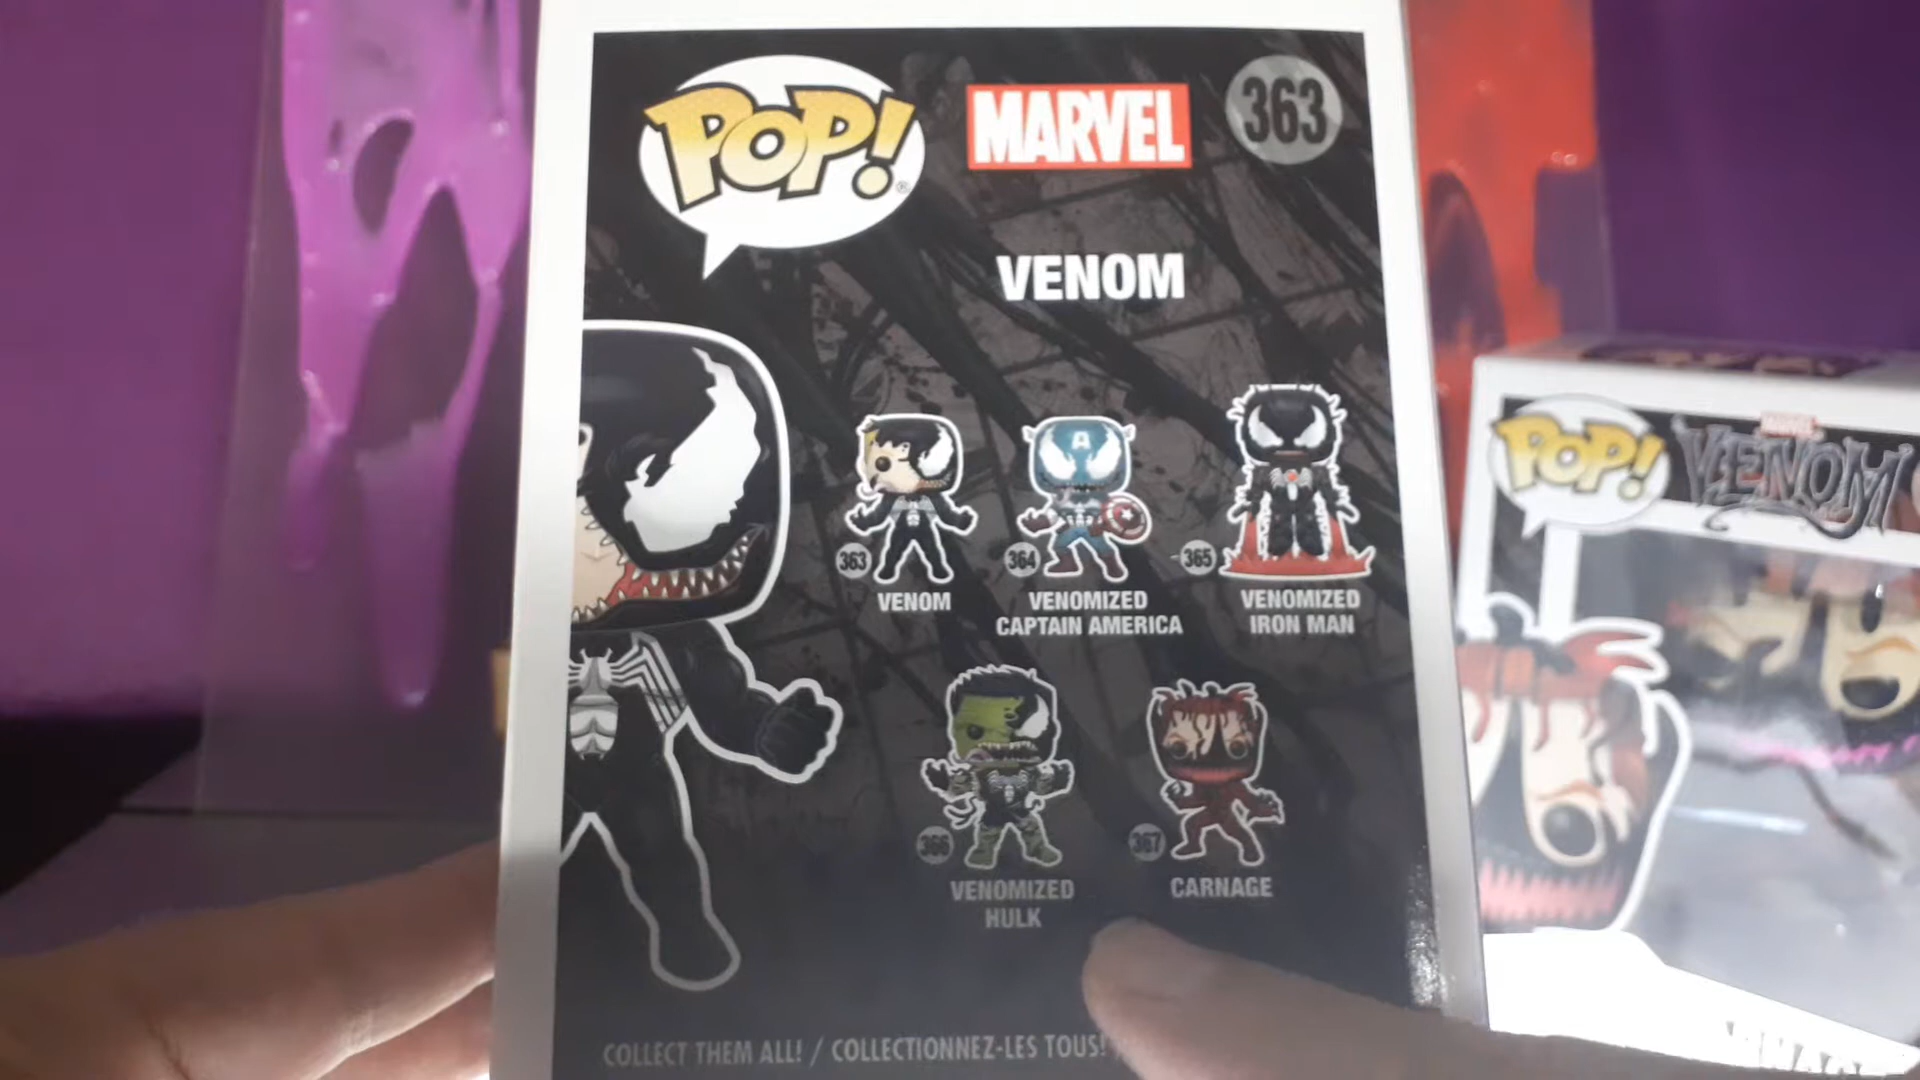 POP!
MARVEL
363
VENOM
363
VENOM
364
VENOMIZED
CAPTAIN AMERICA
365
VENOMIZED
IRON MAN
366
VENOMIZED
HULK
367
CARNAGE
COLLECT THEM ALL! / COLLECTIONNEZ-LES TOUS!
POP!
MARVEL
VENOM